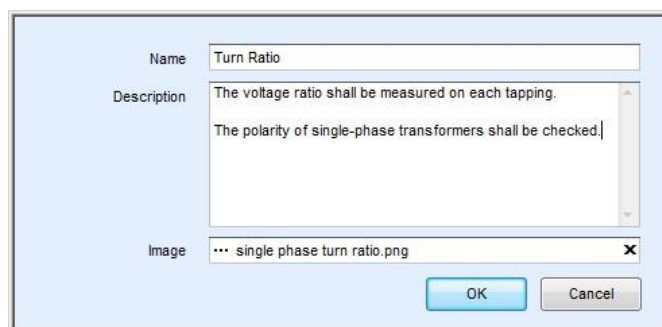 Name Turn Ratio
Description The voltage ratio shall be measured on each tapping.
The polarity of single-phase transformers shall be checked.
Image ··· single phase turn ratio.png x
OK Cancel